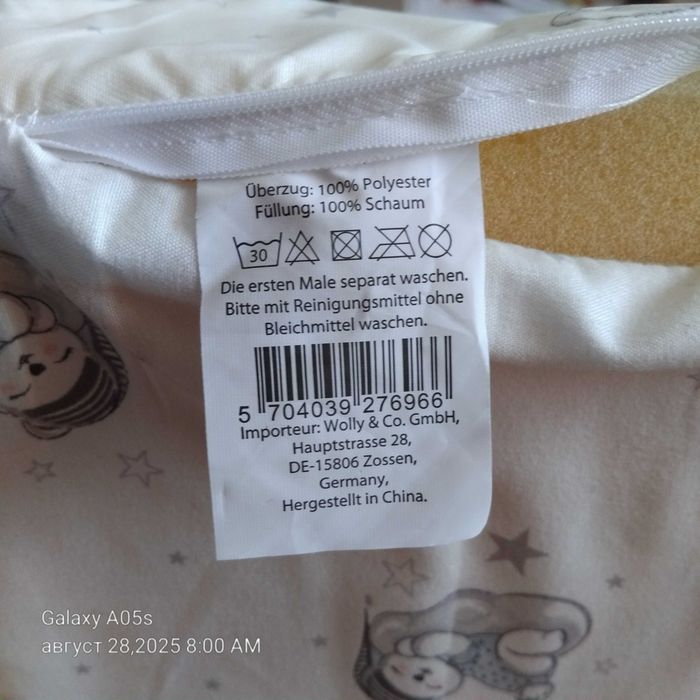 Überzug: 100% Polyester
Füllung: 100% Schaum
30
Die ersten Male separat waschen.
Bitte mit Reinigungsmittel ohne
Bleichmittel waschen.
5 704039 276966
Importeur: Wolly & Co. GmbH,
Hauptstrasse 28,
DE-15806 Zossen,
Germany,
Hergestellt in China.
Galaxy A05s
август 28,2025 8:00 AM